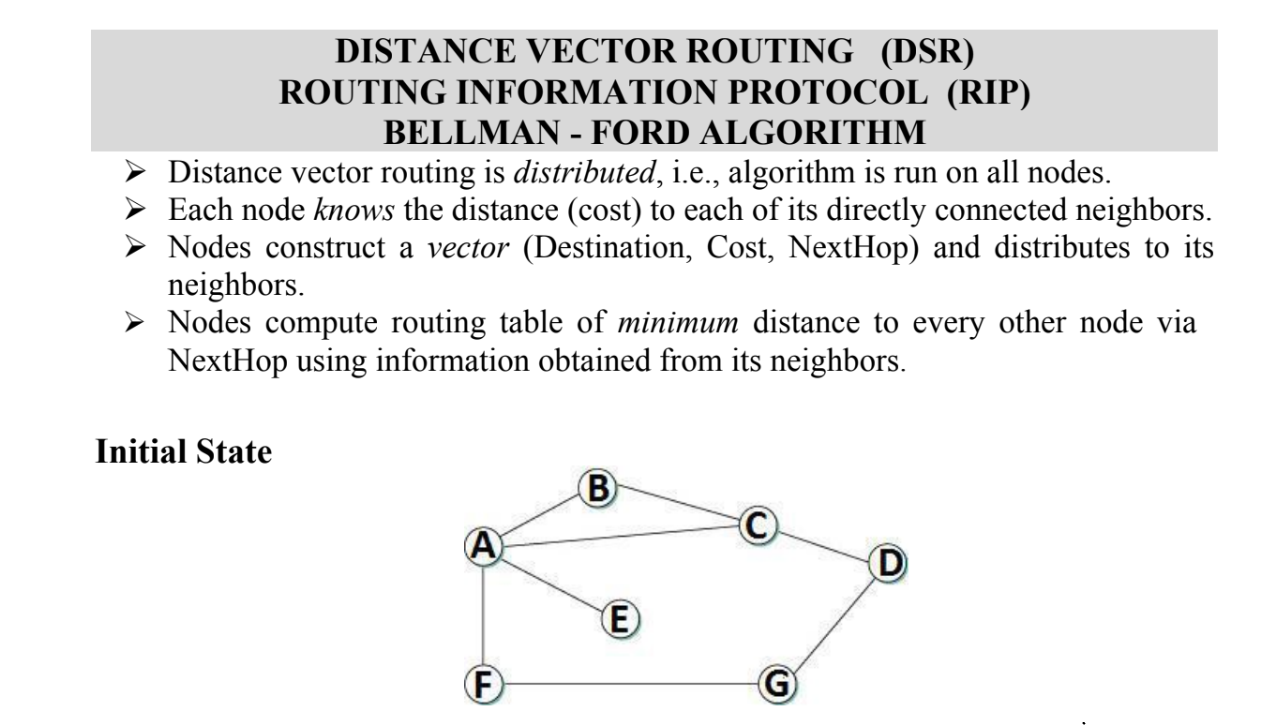 DISTANCE VECTOR ROUTING (DSR)
ROUTING INFORMATION PROTOCOL (RIP)
BELLMAN - FORD ALGORITHM
➢ Distance vector routing is distributed, i.e., algorithm is run on all nodes.
➢ Each node knows the distance (cost) to each of its directly connected neighbors.
➢ Nodes construct a vector (Destination, Cost, NextHop) and distributes to its
neighbors.
➢ Nodes compute routing table of minimum distance to every other node via
NextHop using information obtained from its neighbors.
Initial State
B
C
A
D
E
F
G